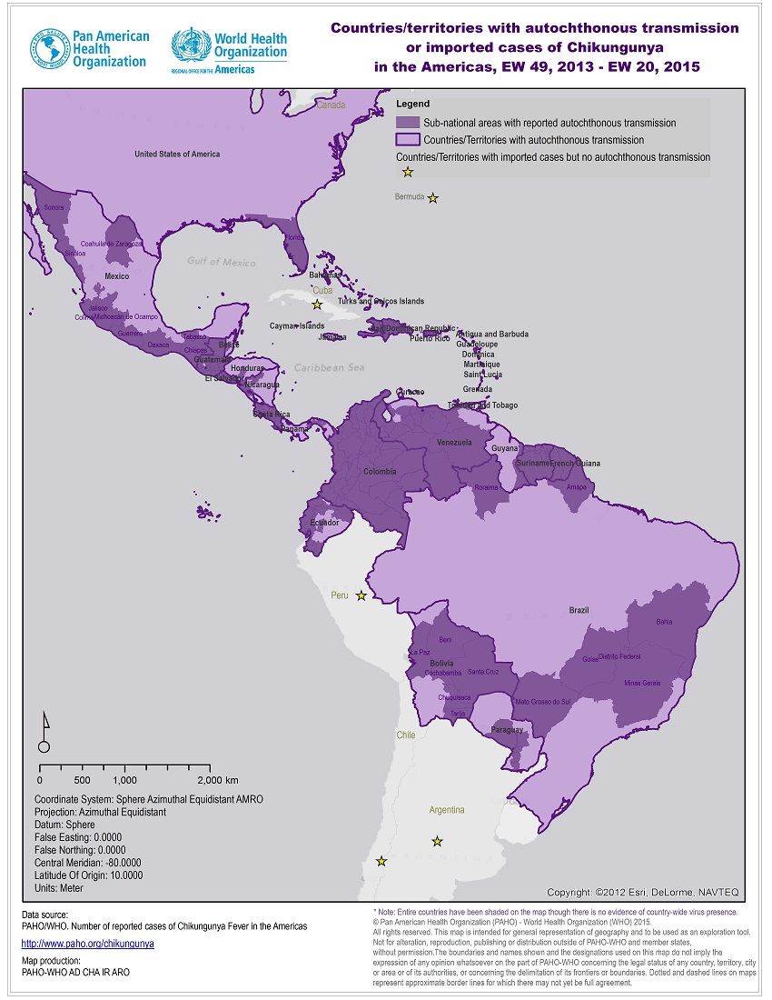 Pan American
Health
Organization
World Health
Organization
REGIONAL OFFICE FOR THE Americas
Countries/territories with autochthonous transmission
or imported cases of Chikungunya
in the Americas, EW 49, 2013 - EW 20, 2015
Legend
Sub-national areas with reported autochthonous transmission
Countries/Territories with autochthonous transmission
Countries/Territories with imported cases but no autochthonous transmission
Canada
United States of America
Bermuda
Sonora
Florida
Coahuila de Zaragoza
Sinaloa
Gulf of Mexico
Mexico
Bahamas
Cuba
Turks and Caicos Islands
Jalisco
Colima
Michoacán de Ocampo
Cayman Islands
Dominican Republic
Guerrero
Jamaica
Puerto Rico
Antigua and Barbuda
Tabasco
Oaxaca
Chiapas
Belize
Guadeloupe
Dominica
Guatemala
Martinique
Honduras
Caribbean Sea
Saint Lucia
El Salvador
Nicaragua
Grenada
Curacao
Trinidad and Tobago
Costa Rica
Panama
Venezuela
Guyana
Suriname
French Guiana
Colombia
Roraima
Amapa
Ecuador
Peru
Brazil
Bahia
Beni
La Paz
Bolivia
Goias
Distrito Federal
Cochabamba
Santa Cruz
Minas Gerais
Chuquisaca
Mato Grosso do Sul
Tarija
Paraguay
Chile
Argentina
0 500 1,000 2,000 km
Coordinate System: Sphere Azimuthal Equidistant AMRO
Projection: Azimuthal Equidistant
Datum: Sphere
False Easting: 0.0000
False Northing: 0.0000
Central Meridian: -80.0000
Latitude Of Origin: 10.0000
Units: Meter
Copyright: ©2012 Esri, DeLorme, NAVTEQ
Data source:
PAHO/WHO. Number of reported cases of Chikungunya Fever in the Americas
http://www.paho.org/chikungunya
Map production:
PAHO-WHO AD CHA IR ARO
* Note: Entire countries have been shaded on the map though there is no evidence of country-wide virus presence.
© Pan American Health Organization (PAHO) - World Health Organization (WHO) 2015.
All rights reserved. This map is intended for general representation of geography and to be used as an exploration tool.
Not for alteration, reproduction, publishing or distribution outside of PAHO-WHO and member states,
without permission.The boundaries and names shown and the designations used on this map do not imply the
expression of any opinion whatsoever on the part of PAHO-WHO concerning the legal status of any country, territory, city
or area or of its authorities, or concerning the delimitation of its frontiers or boundaries. Dotted and dashed lines on maps
represent approximate border lines for which there may not yet be full agreement.